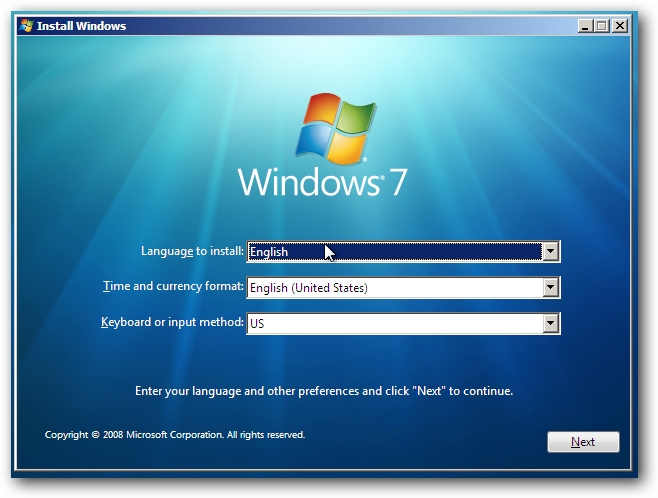 Install Windows
Windows 7
Language to install: English
Time and currency format: English (United States)
Keyboard or input method: US
Enter your language and other preferences and click "Next" to continue.
Copyright © 2008 Microsoft Corporation. All rights reserved.
Next